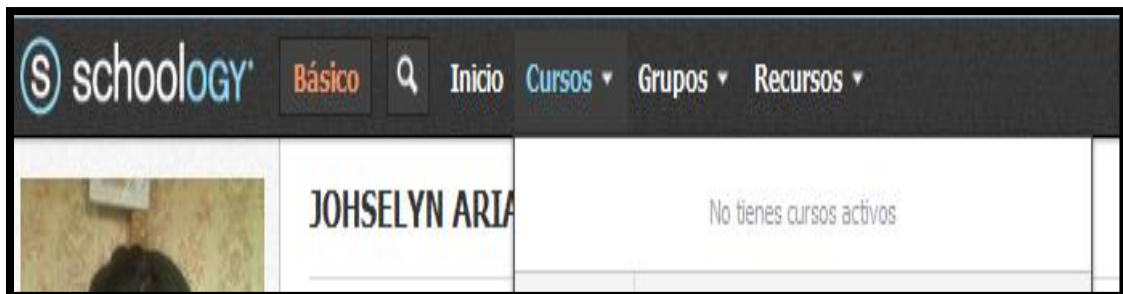 S schoology® Básico Inicio Cursos Grupos Recursos
JOHSELYN ARIA
No tienes cursos activos